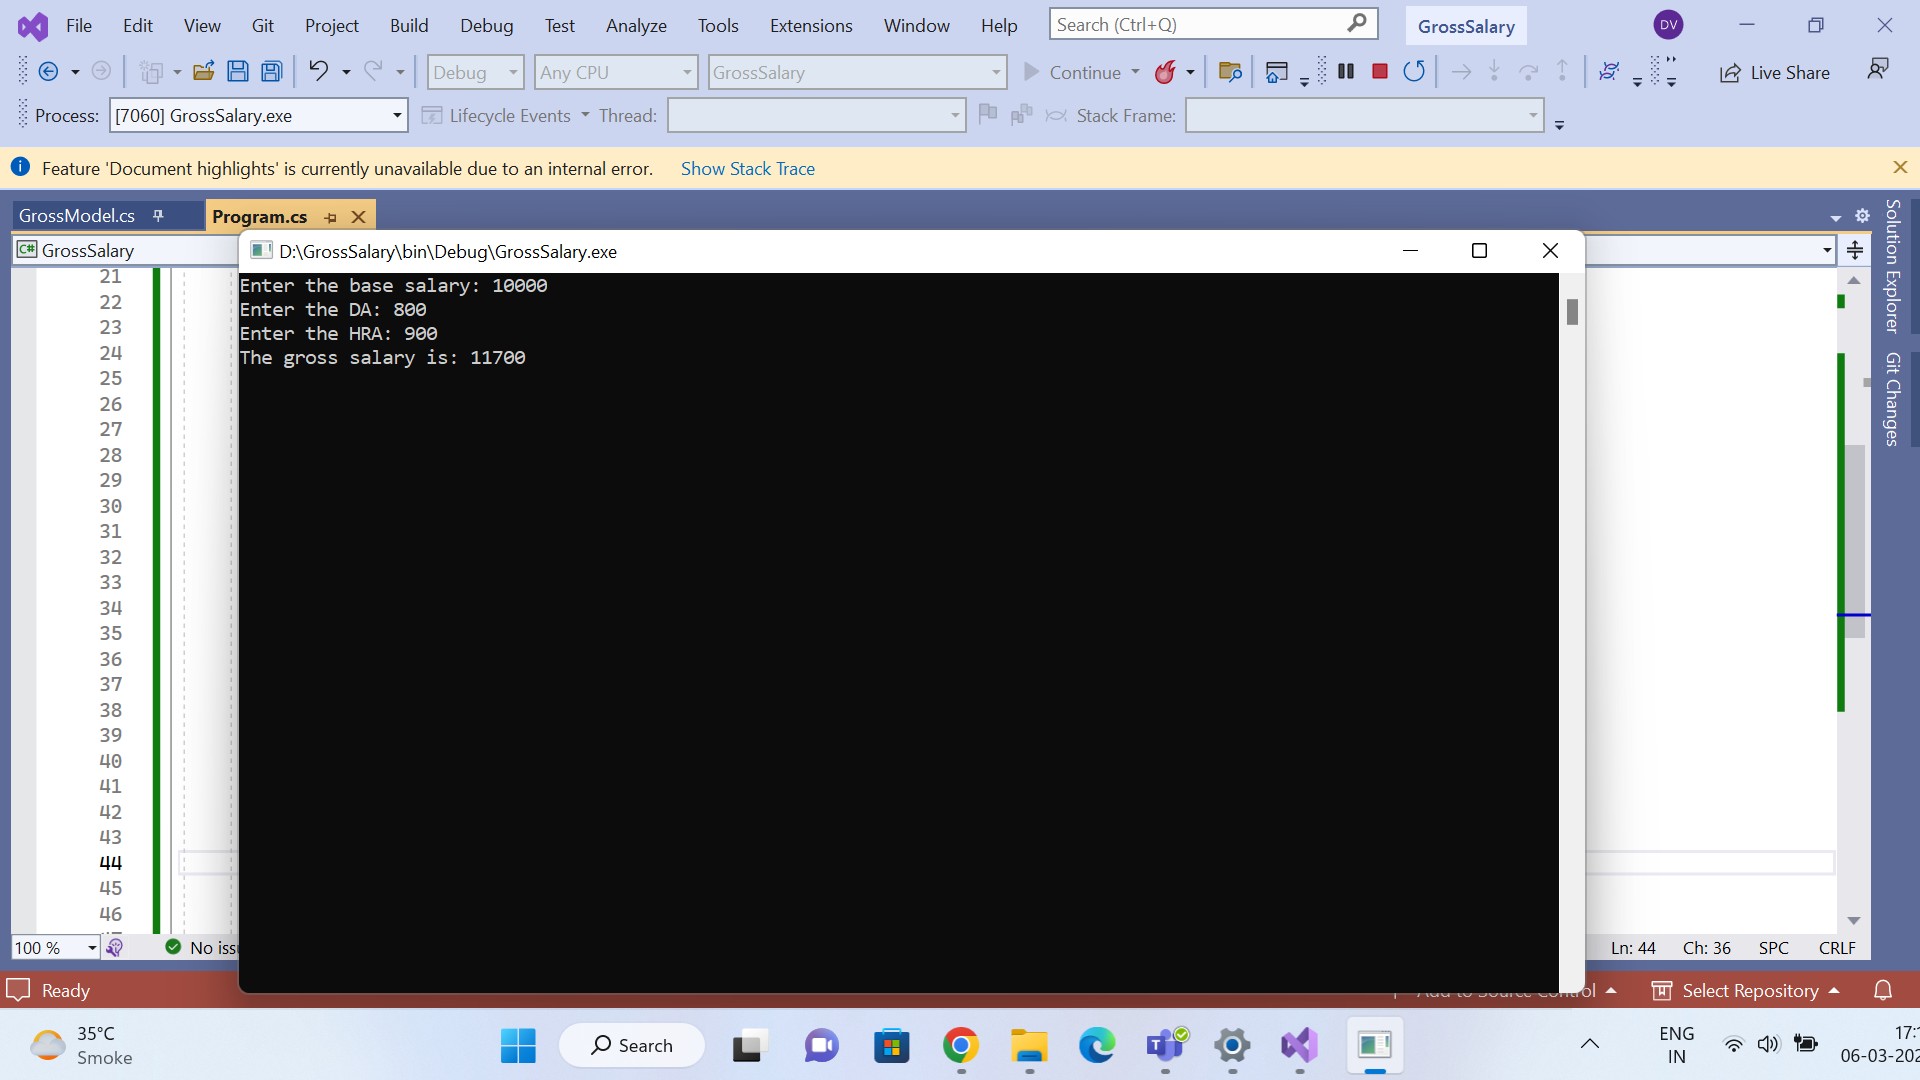 File Edit View Git Project Build Debug Test Analyze Tools Extensions Window Help Search (Ctrl+Q) GrossSalary DV
Debug Any CPU GrossSalary Continue Live Share
Process: [7060] GrossSalary.exe Lifecycle Events Thread: Stack Frame:
Feature 'Document highlights' is currently unavailable due to an internal error. Show Stack Trace
GrossModel.cs Program.cs
GrossSalary
D:\GrossSalary\bin\Debug\GrossSalary.exe
Enter the base salary: 10000
Enter the DA: 800
Enter the HRA: 900
The gross salary is: 11700
21
22
23
24
25
26
27
28
29
30
31
32
33
34
35
36
37
38
39
40
41
42
43
44
45
46
Solution Explorer
Git Changes
100 % No iss Ln: 44 Ch: 36 SPC CRLF
Ready Add to Source Control Select Repository
35°C
Smoke
Search
ENG
IN
17:
06-03-202